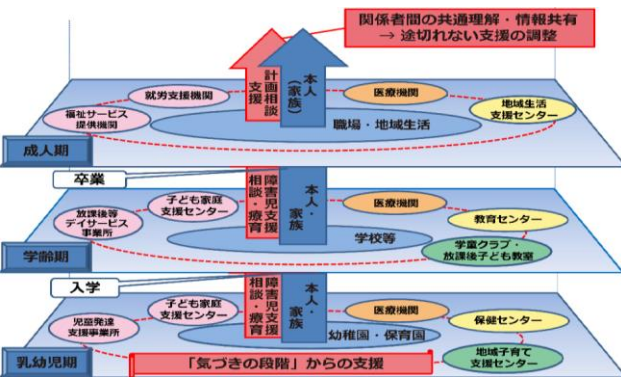 関係者間の共通理解・情報共有
→ 途切れない支援の調整
計画相談
支援
本人
(家族)
就労支援機関
医療機関
福祉サービス
提供機関
地域生活
支援センター
職場・地域生活
成人期
卒業
障害児支援
相談・療育
本人・
家族
子ども家庭
支援センター
医療機関
放課後等
デイサービス
事業所
教育センター
学校等
学童クラブ・
放課後子ども教室
学齢期
入学
障害児支援
相談・療育
本人・
家族
子ども家庭
支援センター
医療機関
児童発達
支援事業所
保健センター
幼稚園・保育園
地域子育て
支援センター
「気づきの段階」からの支援
乳幼児期